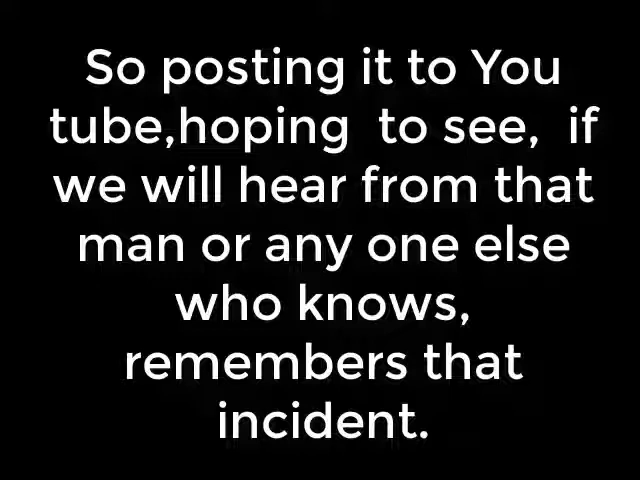 So posting it to You
tube,hoping  to see,  if
we will hear from that
man or any one else
who knows,
remembers that
incident.